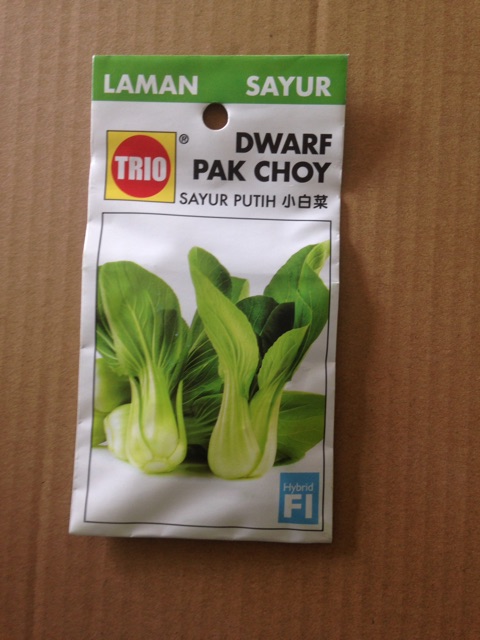 LAMAN SAYUR
TRIO ®
DWARF
PAK CHOY
SAYUR PUTIH 小白菜
Hybrid
F1